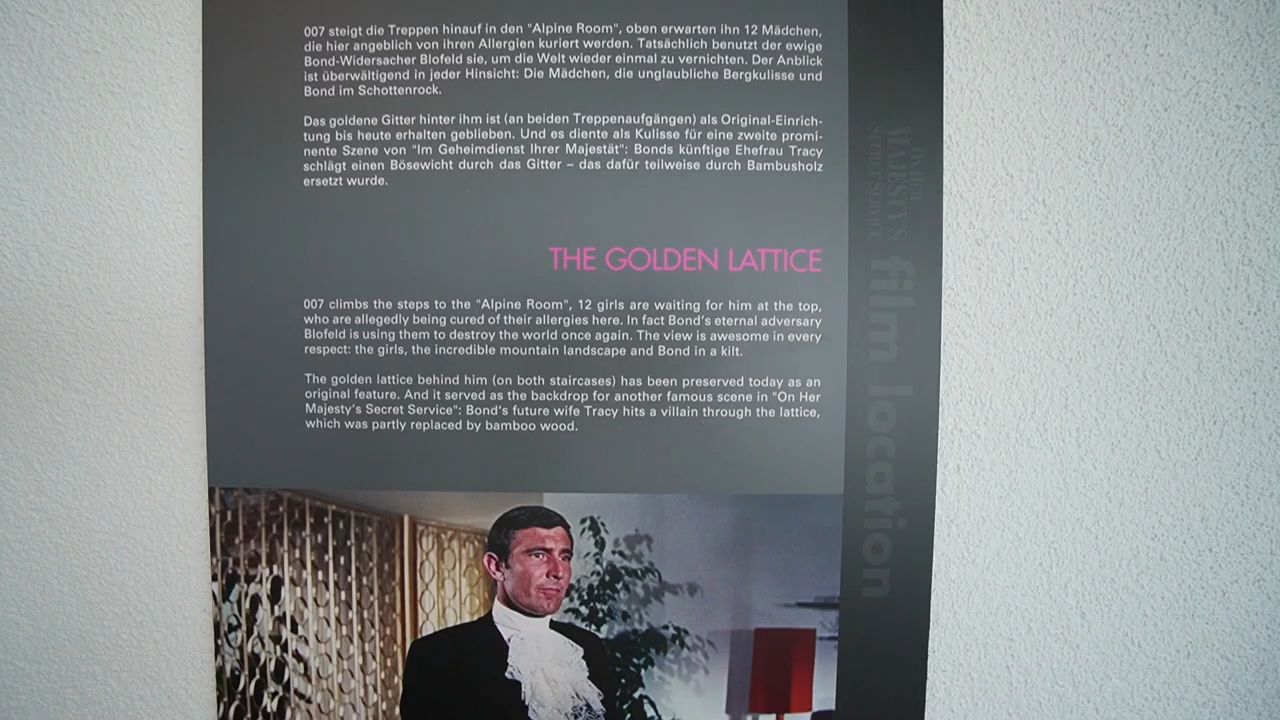 007 steigt die Treppen hinauf in den "Alpine Room", oben erwarten ihn 12 Mädchen,
die hier angeblich von ihren Allergien kuriert werden. Tatsächlich benutzt der ewige
Bond-Widersacher Blofeld sie, um die Welt wieder einmal zu vernichten. Der Anblick
ist überwältigend in jeder Hinsicht: Die Mädchen, die unglaubliche Bergkulisse und
Bond im Schottenrock.
Das goldene Gitter hinter ihm ist (an beiden Treppenaufgängen) als Original-Einrich-
tung bis heute erhalten geblieben. Und es diente als Kulisse für eine zweite promi-
nente Szene von "Im Geheimdienst Ihrer Majestät": Bonds künftige Ehefrau Tracy
schlägt einen Bösewicht durch das Gitter – das dafür teilweise durch Bambusholz
ersetzt wurde.
THE GOLDEN LATTICE
007 climbs the steps to the "Alpine Room", 12 girls are waiting for him at the top,
who are allegedly being cured of their allergies here. In fact Bond's eternal adversary
Blofeld is using them to destroy the world once again. The view is awesome in every
respect: the girls, the incredible mountain landscape and Bond in a kilt.
The golden lattice behind him (on both staircases) has been preserved today as an
original feature. And it served as the backdrop for another famous scene in "On Her
Majesty's Secret Service": Bond's future wife Tracy hits a villain through the lattice,
which was partly replaced by bamboo wood.
ON HER
MAJESTY'S
SECRET SERVICE
film location